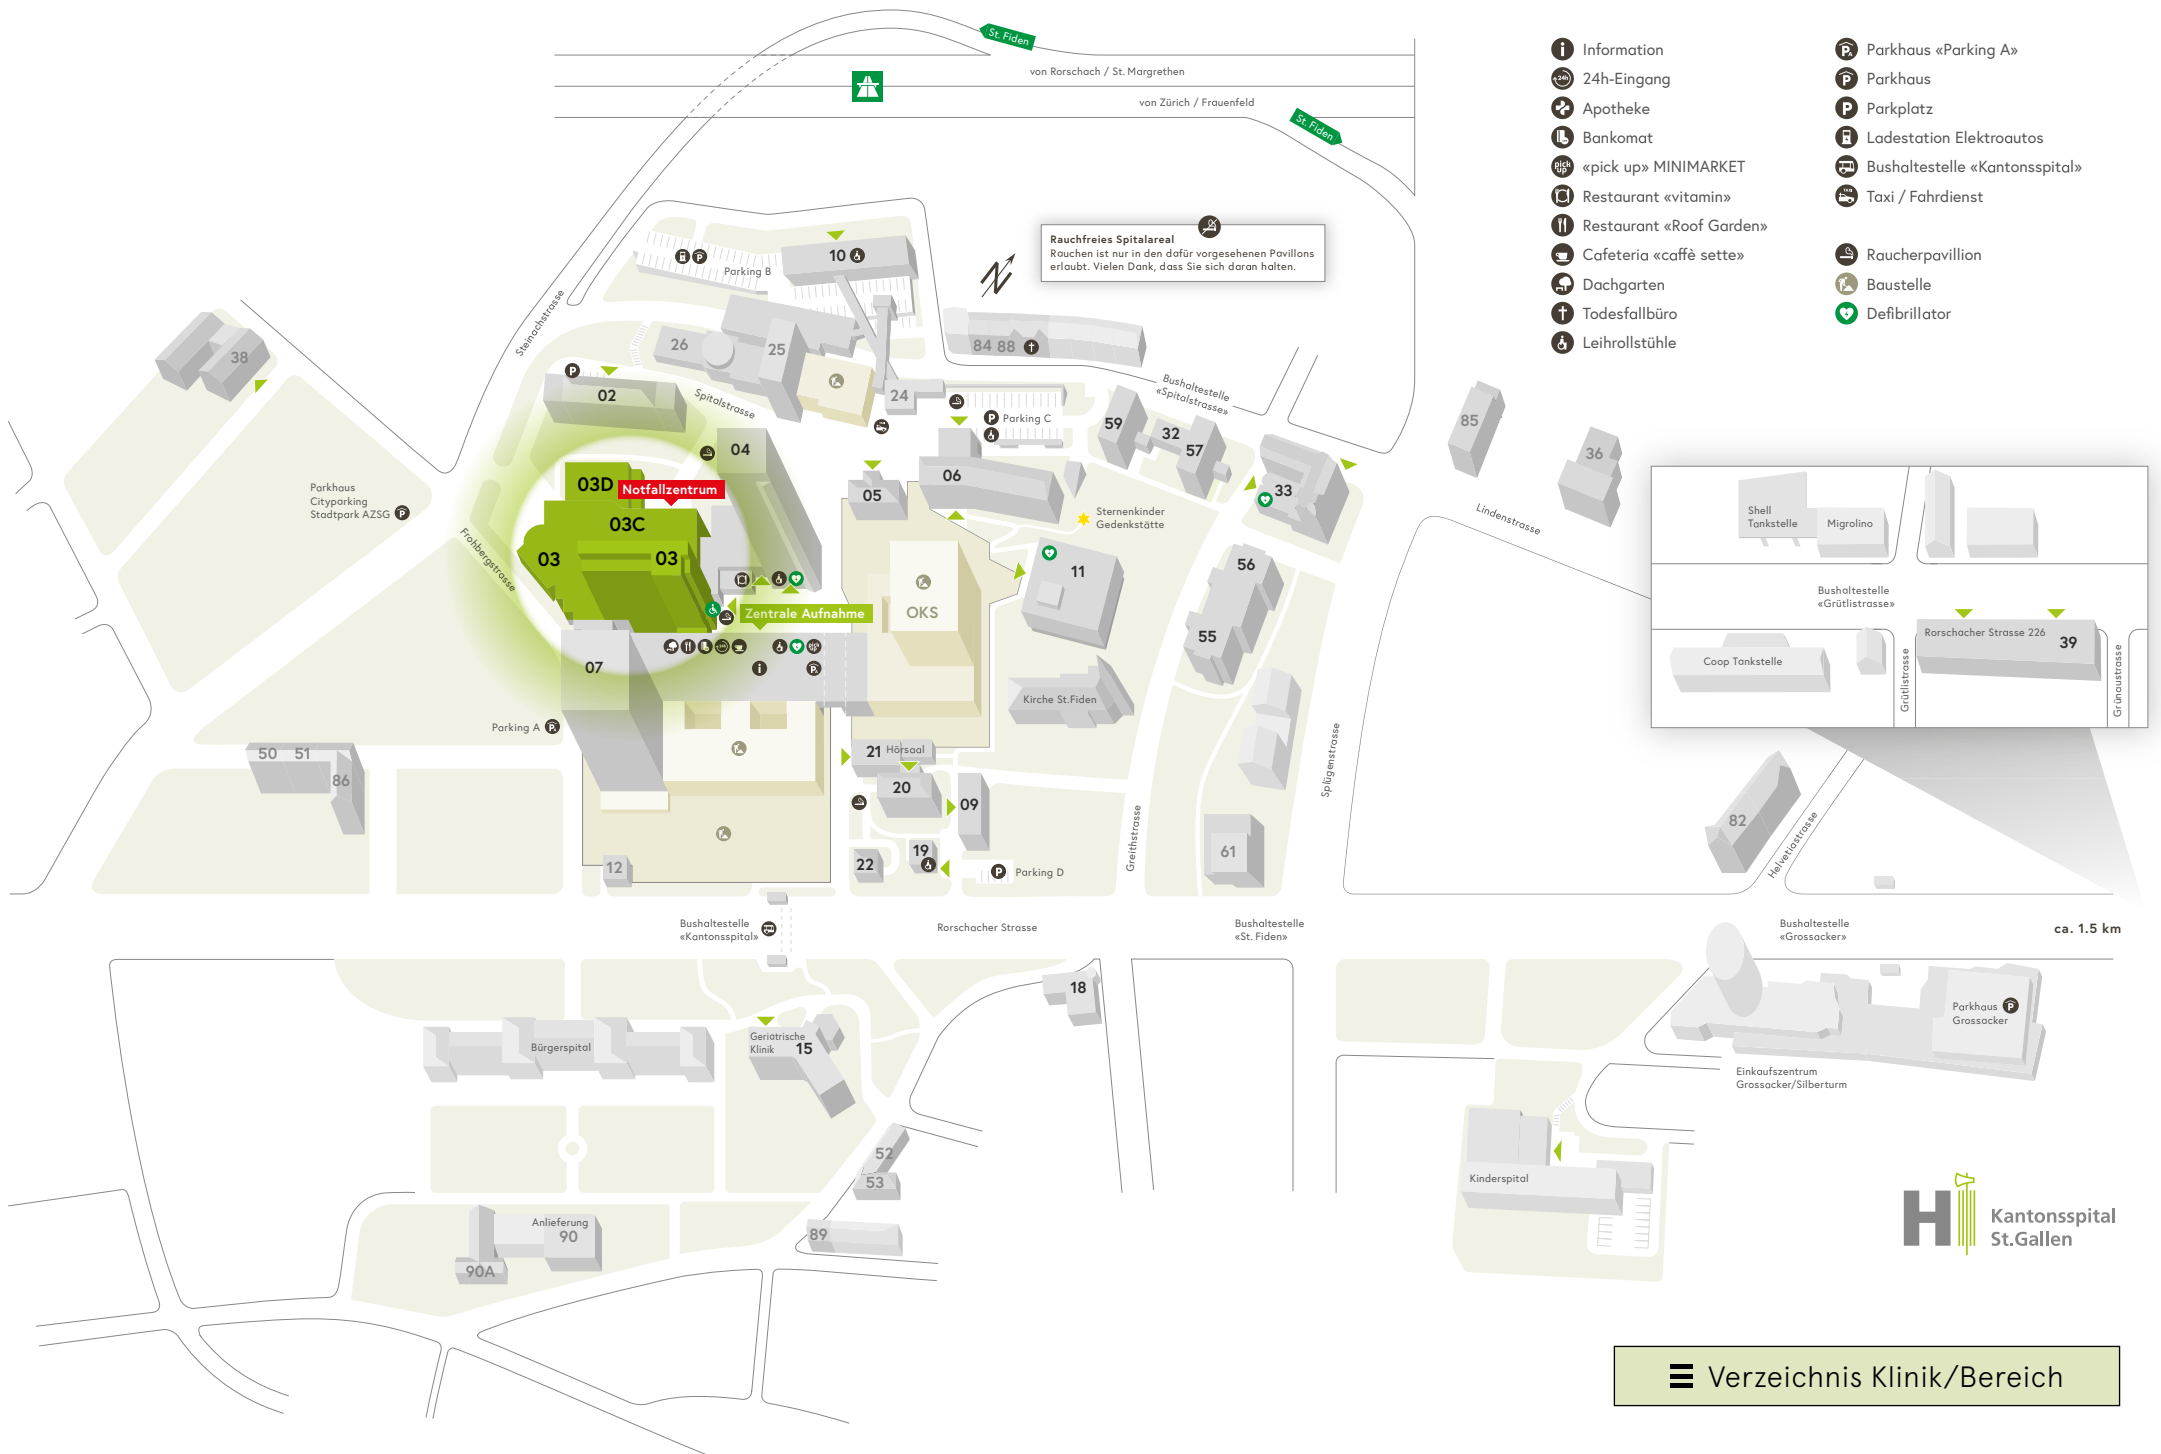 St. Fiden
von Rorschach / St. Margrethen
von Zürich / Frauenfeld
St. Fiden
Information
24h-Eingang
Apotheke
Bankomat
«pick up» MINIMARKET
Restaurant «vitamin»
Restaurant «Roof Garden»
Cafeteria «caffè sette»
Dachgarten
Todesfallbüro
Leihrollstühle
Parkhaus «Parking A»
Parkhaus
Parkplatz
Ladestation Elektroautos
Bushaltestelle «Kantonsspital»
Taxi / Fahrdienst
Raucherpavillion
Baustelle
Defibrillator
Rauchfreies Spitalareal
Rauchen ist nur in den dafür vorgesehenen Pavillons
erlaubt. Vielen Dank, dass Sie sich daran halten.
N
Parking B
10
Steinachstrasse
38
26
25
84 88
02
Spitalstrasse
24
Bushaltestelle
«Spitalstrasse»
Parking C
59
32
57
85
36
04
06
05
33
03D
Notfallzentrum
03C
03
03
Parkhaus
Cityparking
Stadtpark AZSG
Frohbergstrasse
Sternenkinder
Gedenkstätte
Lindenstrasse
Shell
Tankstelle
Migrolino
11
56
OKS
Zentrale Aufnahme
55
Bushaltestelle
«Grütlistrasse»
Rorschacher Strasse 226
39
Coop Tankstelle
Grütlistrasse
Grünaustrasse
07
Kirche St.Fiden
Parking A
50 51
86
21 Hörsaal
20
09
Splügenstrasse
Greithstrasse
61
82
Helvetiastrasse
12
22
19
Parking D
Bushaltestelle
«Kantonsspital»
Rorschacher Strasse
Bushaltestelle
«St. Fiden»
Bushaltestelle
«Grossacker»
ca. 1.5 km
18
Parkhaus
Grossacker
Einkaufszentrum
Grossacker/Silberturm
Bürgerspital
Geriatrische
Klinik 15
52
53
89
Kinderspital
Anlieferung
90
90A
Kantonsspital
St.Gallen
Verzeichnis Klinik/Bereich